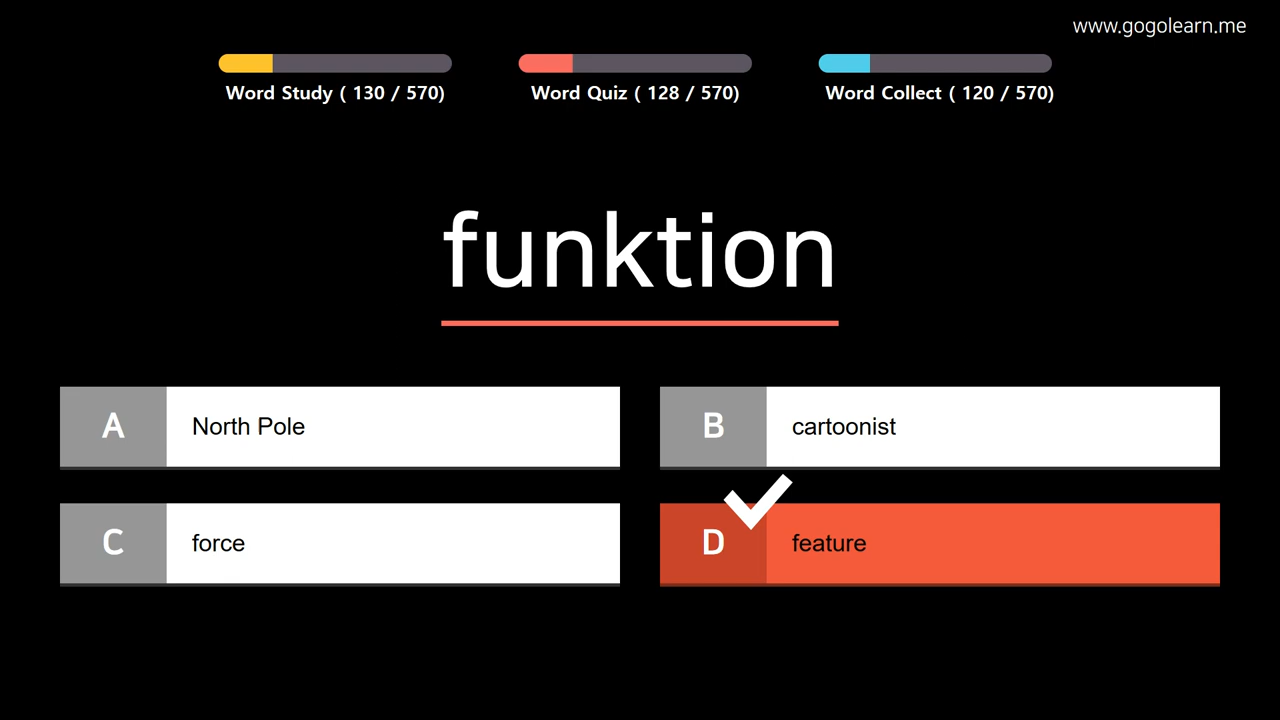 www.gogolearn.me
Word Study ( 130 / 570)
Word Quiz ( 128 / 570)
Word Collect ( 120 / 570)
funktion
A North Pole
B cartoonist
C force
D feature